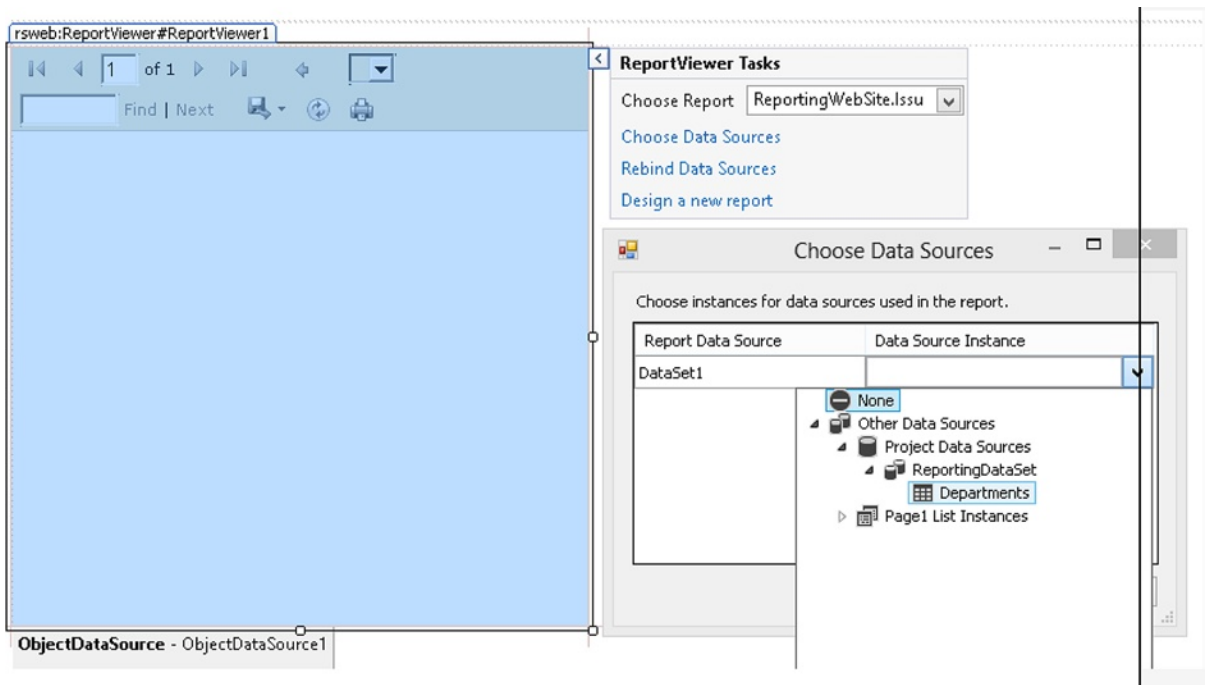 rsweb:ReportViewer#ReportViewer1
1 of 1
Find | Next
ReportViewer Tasks
Choose Report ReportingWebSite.Issu
Choose Data Sources
Rebind Data Sources
Design a new report
Choose Data Sources
Choose instances for data sources used in the report.
Report Data Source Data Source Instance
DataSet1
None
Other Data Sources
Project Data Sources
ReportingDataSet
Departments
Page1 List Instances
ObjectDataSource - ObjectDataSource1